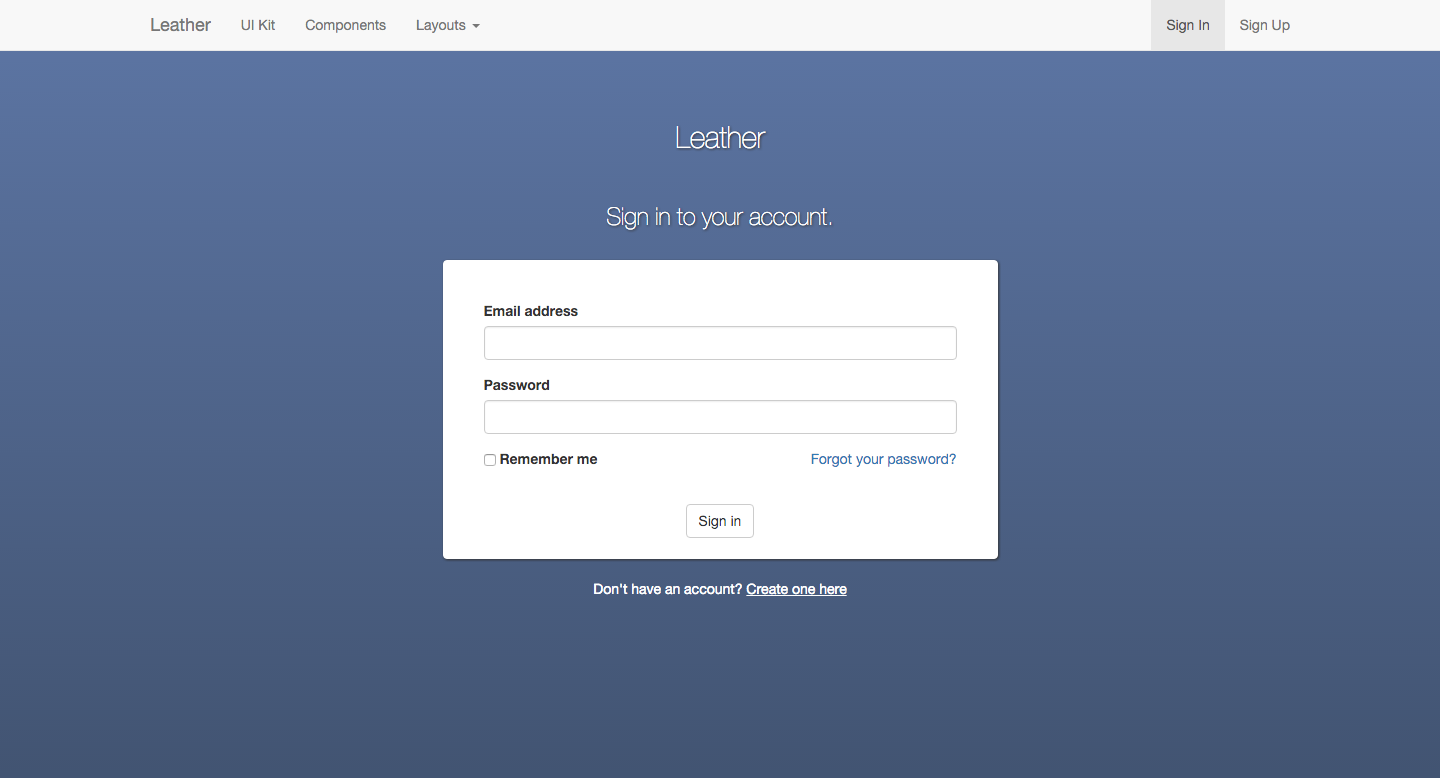 Leather UI Kit Components Layouts Sign In Sign Up
Leather
Sign in to your account.
Email address
Password
Remember me Forgot your password?
Sign in
Don't have an account? Create one here